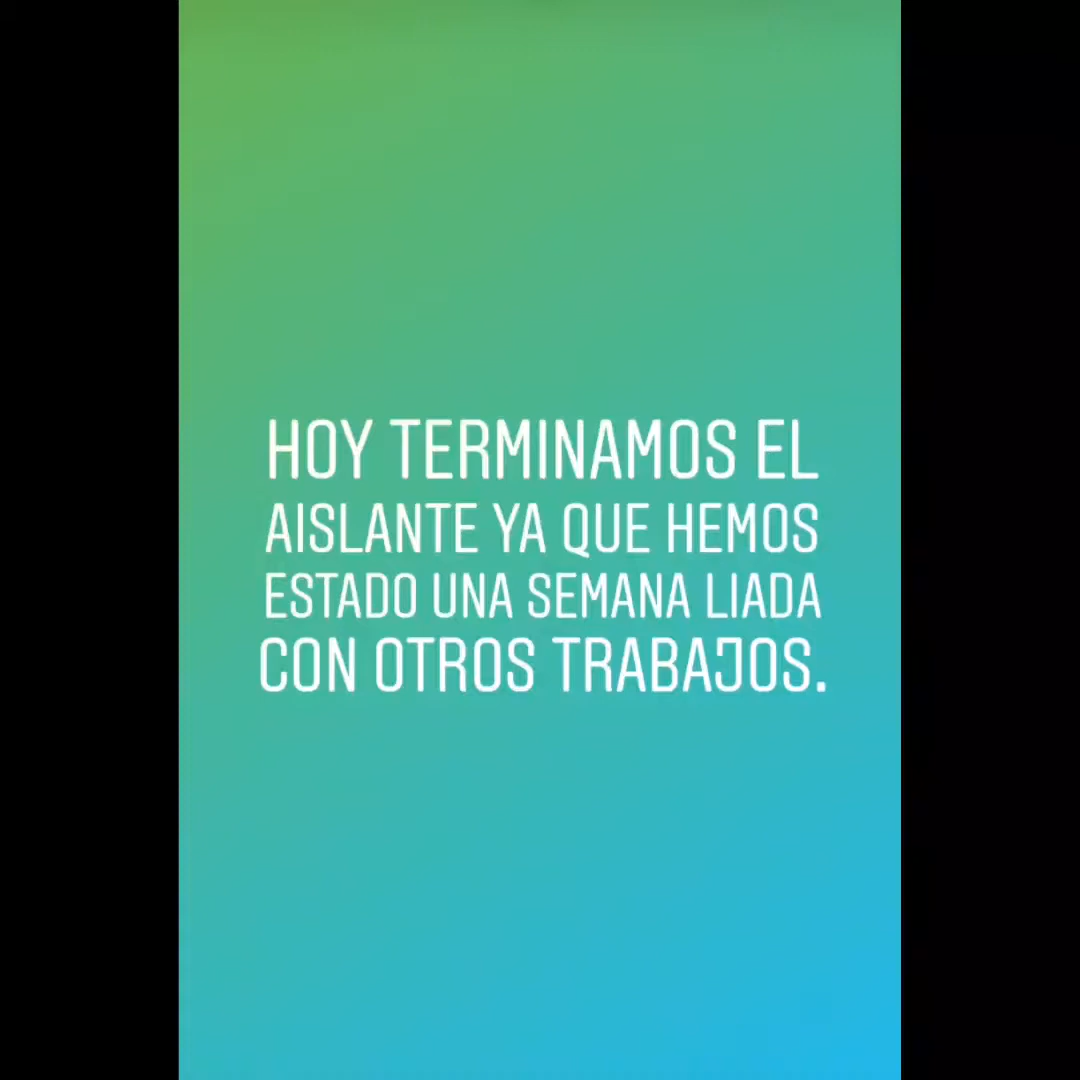 HOY TERMINAMOS EL
AISLANTE YA QUE HEMOS
ESTADO UNA SEMANA LIADA
CON OTROS TRABAJOS.